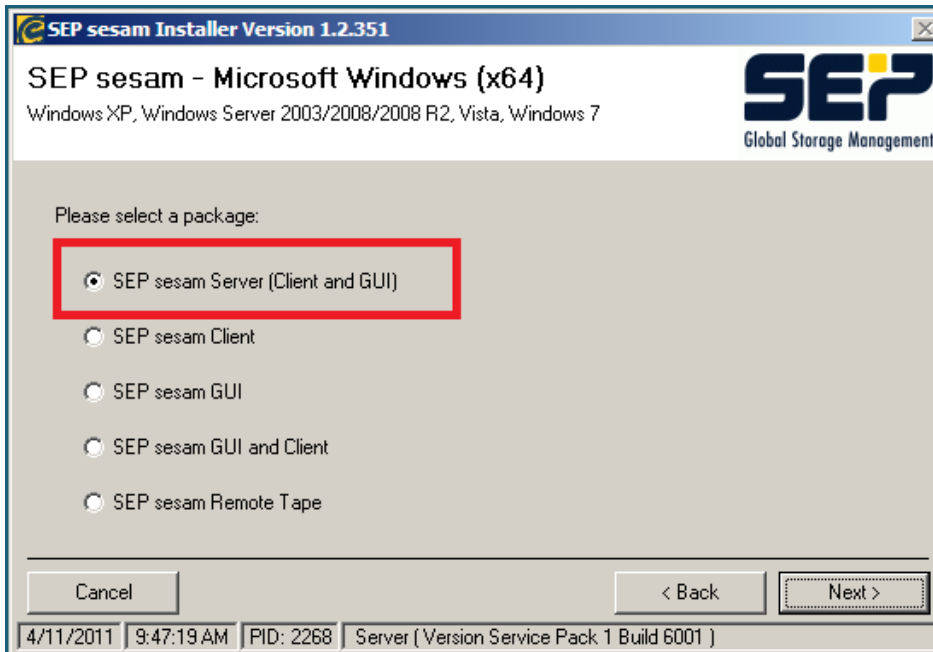 SEP sesam Installer Version 1.2.351
SEP sesam - Microsoft Windows (x64)
Windows XP, Windows Server 2003/2008/2008 R2, Vista, Windows 7
SEP
Global Storage Management
Please select a package:
SEP sesam Server (Client and GUI)
SEP sesam Client
SEP sesam GUI
SEP sesam GUI and Client
SEP sesam Remote Tape
Cancel
< Back
Next >
4/11/2011 9:47:19 AM PID: 2268 Server ( Version Service Pack 1 Build 6001 )